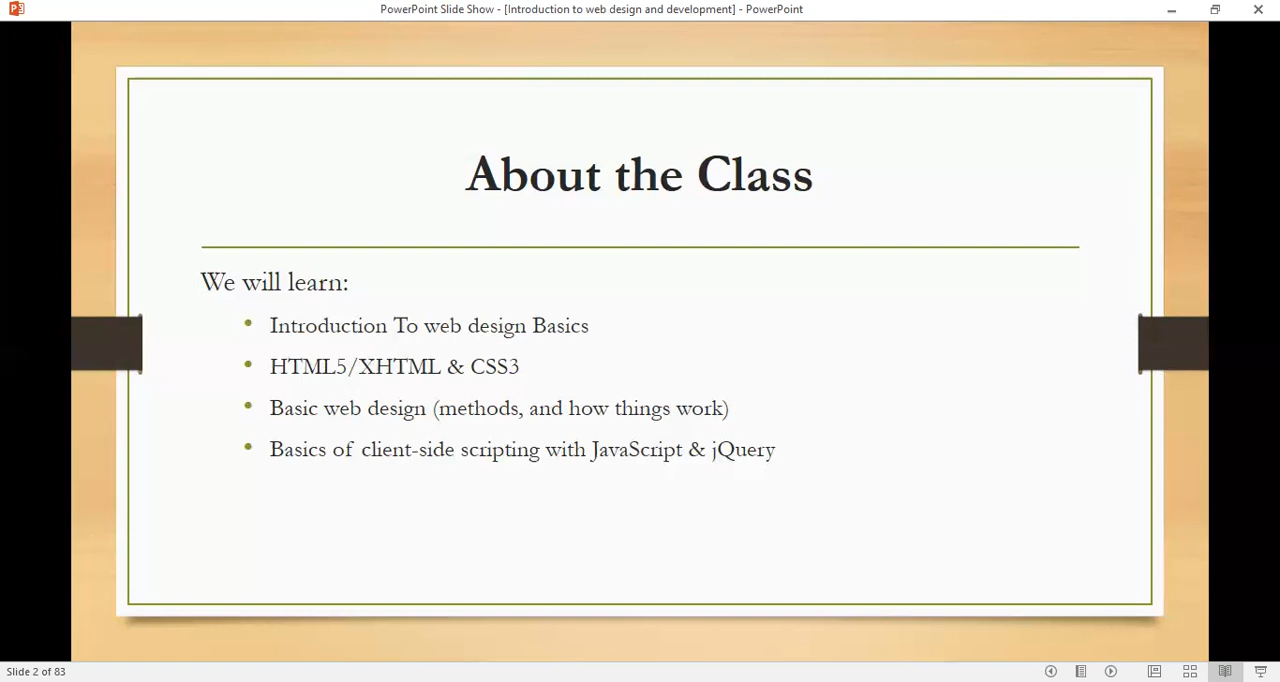 PowerPoint Slide Show - [Introduction to web design and development] - PowerPoint
About the Class
We will learn:
• Introduction To web design Basics
• HTML5/XHTML & CSS3
• Basic web design (methods, and how things work)
• Basics of client-side scripting with JavaScript & jQuery
Slide 2 of 83